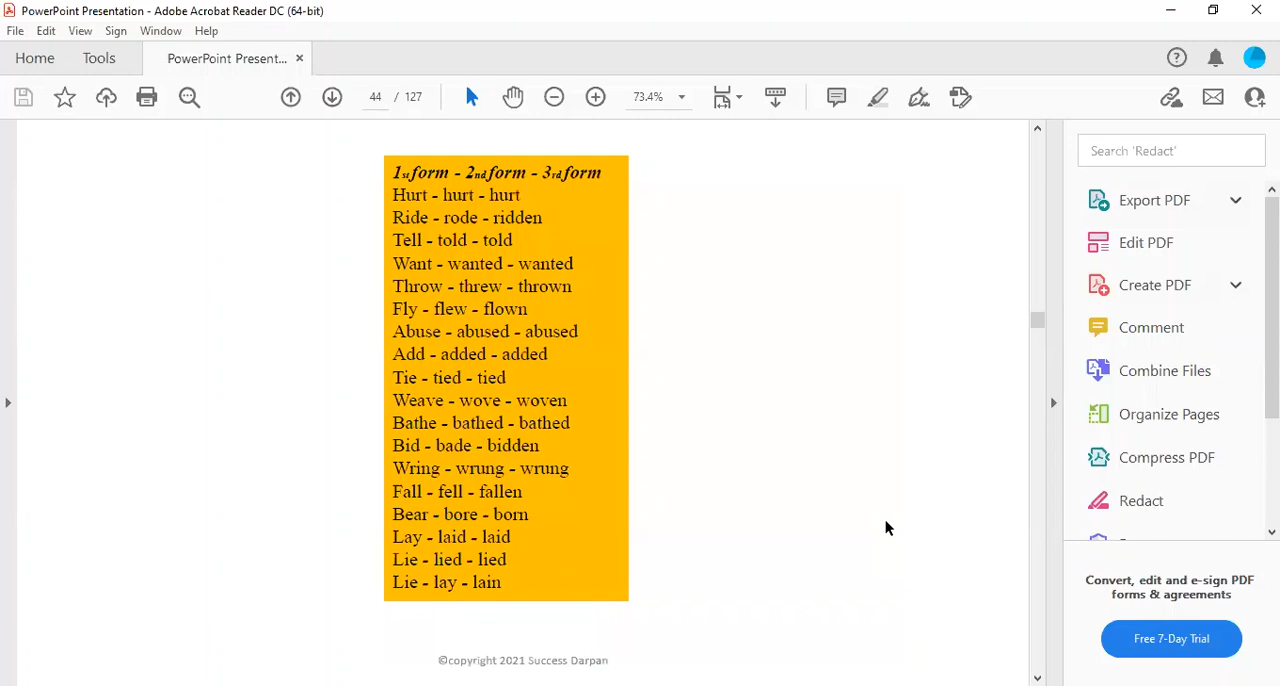 PowerPoint Presentation - Adobe Acrobat Reader DC (64-bit)
File Edit View Sign Window Help
Home Tools PowerPoint Present... ×
44 / 127 73.4%
1st form - 2nd form - 3rd form
Hurt - hurt - hurt
Ride - rode - ridden
Tell - told - told
Want - wanted - wanted
Throw - threw - thrown
Fly - flew - flown
Abuse - abused - abused
Add - added - added
Tie - tied - tied
Weave - wove - woven
Bathe - bathed - bathed
Bid - bade - bidden
Wring - wrung - wrung
Fall - fell - fallen
Bear - bore - born
Lay - laid - laid
Lie - lied - lied
Lie - lay - lain
©copyright 2021 Success Darpan
Search 'Redact'
Export PDF
Edit PDF
Create PDF
Comment
Combine Files
Organize Pages
Compress PDF
Redact
Convert, edit and e-sign PDF
forms & agreements
Free 7-Day Trial